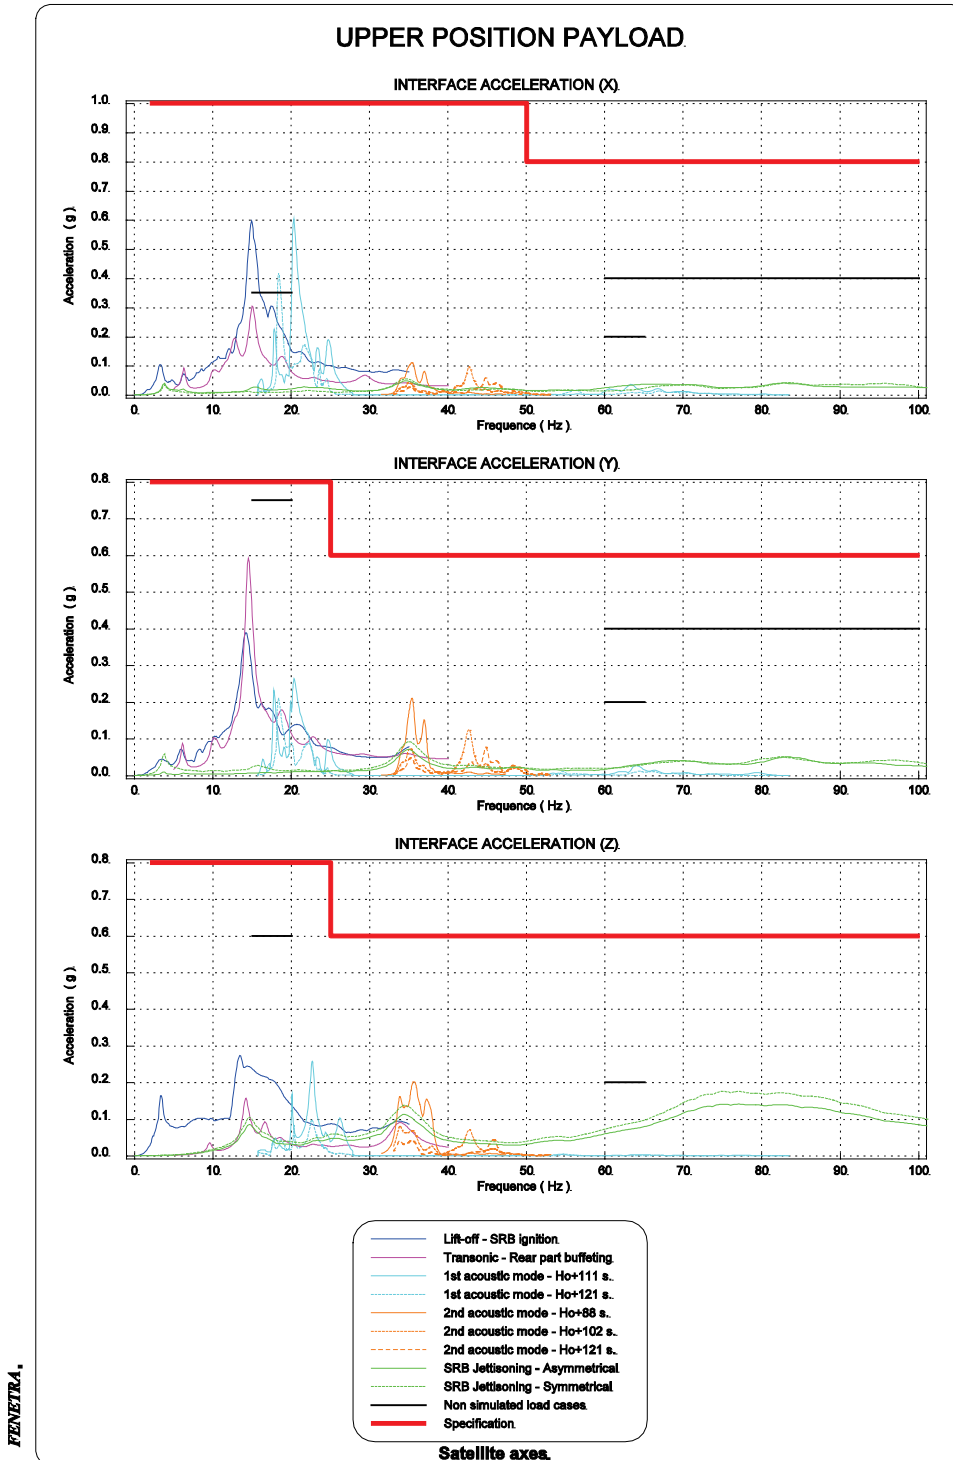 UPPER POSITION PAYLOAD.
INTERFACE ACCELERATION (X).
1.0.
0.9.
0.8.
0.7.
0.6.
0.5.
0.4.
0.3.
0.2.
0.1.
0.0.
Acceleration ( g ).
0. 10. 20. 30. 40. 50. 60. 70. 80. 90. 100.
Frequence ( Hz ).
INTERFACE ACCELERATION (Y).
0.8.
0.7.
0.6.
0.5.
0.4.
0.3.
0.2.
0.1.
0.0.
Acceleration ( g ).
0. 10. 20. 30. 40. 50. 60. 70. 80. 90. 100.
Frequence ( Hz ).
INTERFACE ACCELERATION (Z).
0.8.
0.7.
0.6.
0.5.
0.4.
0.3.
0.2.
0.1.
0.0.
Acceleration ( g ).
0. 10. 20. 30. 40. 50. 60. 70. 80. 90. 100.
Frequence ( Hz ).
Lift-off - SRB ignition.
Transonic - Rear part buffeting.
1st acoustic mode - Ho+111 s..
1st acoustic mode - Ho+121 s..
2nd acoustic mode - Ho+88 s..
2nd acoustic mode - Ho+102 s..
2nd acoustic mode - Ho+121 s..
SRB Jettisoning - Asymmetrical.
SRB Jettisoning - Symmetrical.
Non simulated load cases.
Specification.
Satellite axes.
FENETRA.